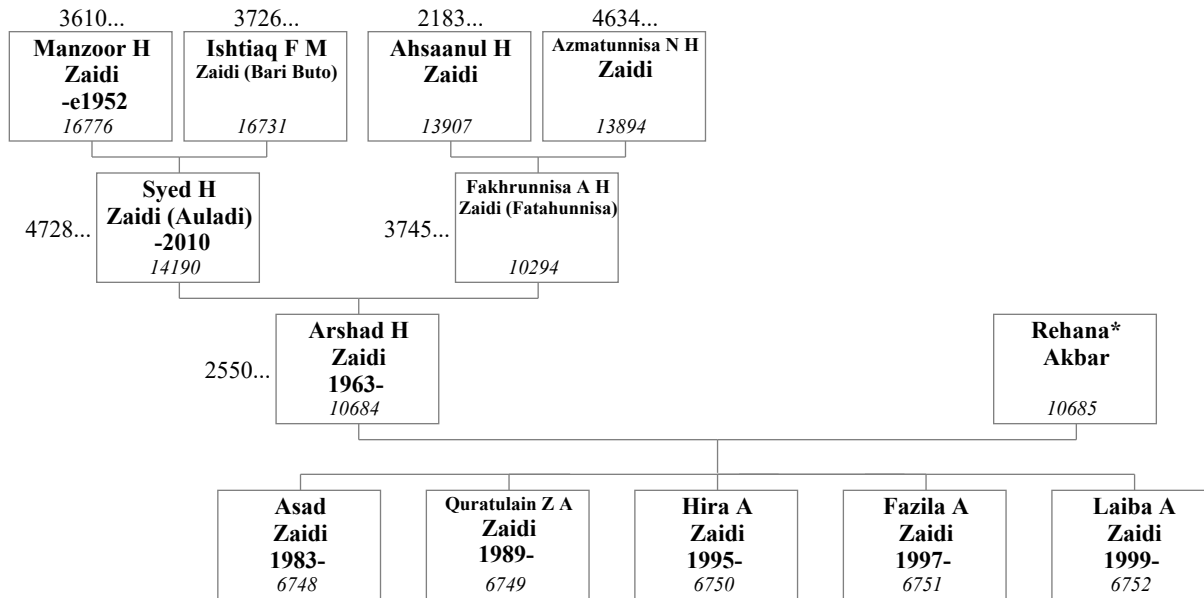 3610...
3726...
2183...
4634...
Manzoor H
Zaidi
-e1952
16776
Ishtiaq F M
Zaidi (Bari Buto)
16731
Ahsaanul H
Zaidi
13907
Azmatunnisa N H
Zaidi
13894
4728...
Syed H
Zaidi (Auladi)
-2010
14190
3745...
Fakhrunnisa A H
Zaidi (Fatahunnisa)
10294
2550...
Arshad H
Zaidi
1963-
10684
Rehana*
Akbar
10685
Asad
Zaidi
1983-
6748
Quratulain Z A
Zaidi
1989-
6749
Hira A
Zaidi
1995-
6750
Fazila A
Zaidi
1997-
6751
Laiba A
Zaidi
1999-
6752